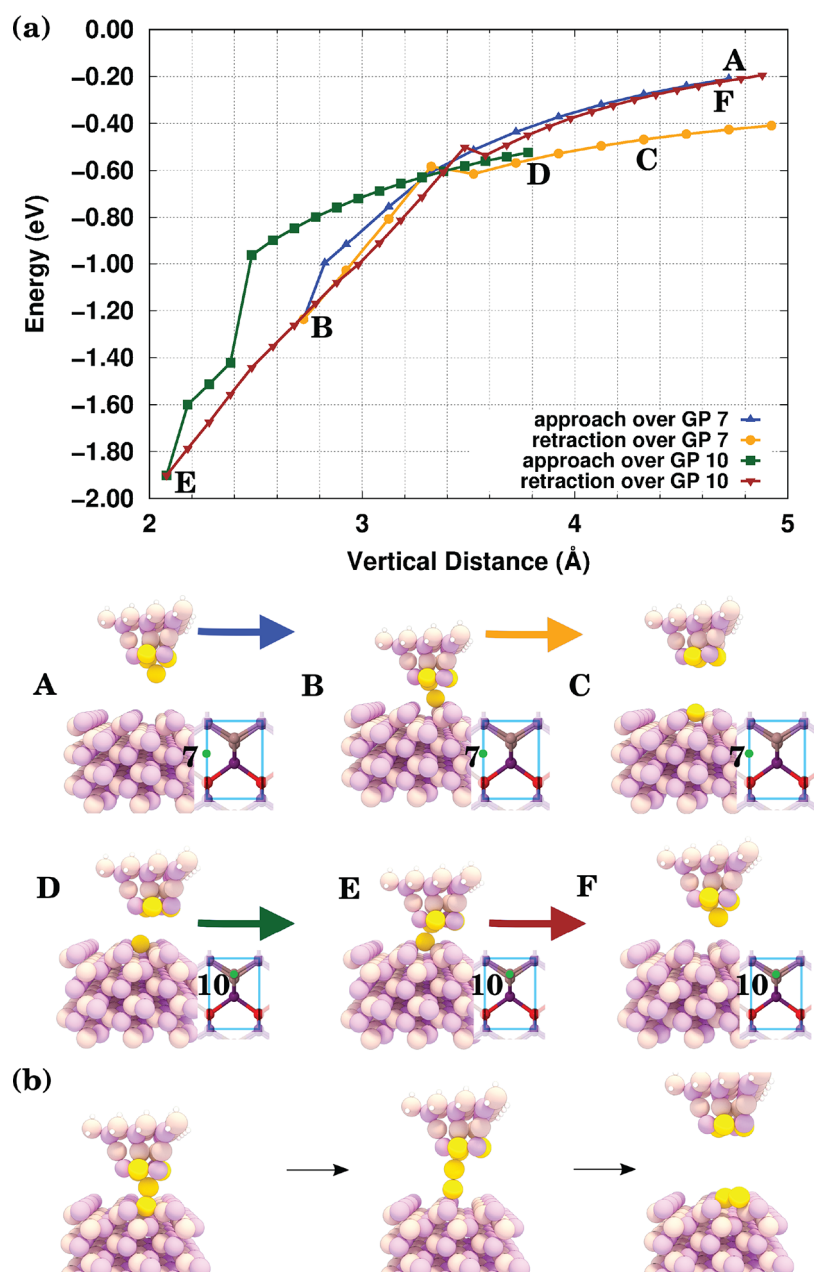 (a)
0.00
−0.20
−0.40
−0.60
−0.80
−1.00
−1.20
−1.40
−1.60
−1.80
−2.00
Energy (eV)
A
F
C
D
B
E
approach over GP 7
retraction over GP 7
approach over GP 10
retraction over GP 10
2 3 4 5
Vertical Distance (Å)
A B C
7 7 7
D E F
10 10 10
(b)